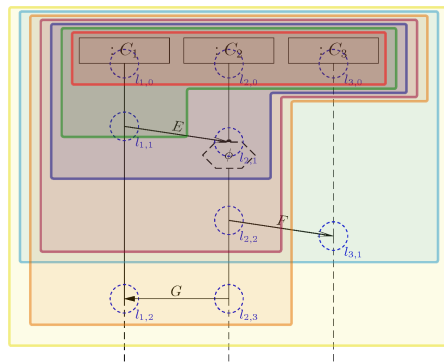 : C₁ : C₂ : C₃
l₁,₀ l₂,₀ l₃,₀
E
l₁,₁
l₂,₁
φ
F
l₂,₂
l₃,₁
G
l₁,₂ l₂,₃